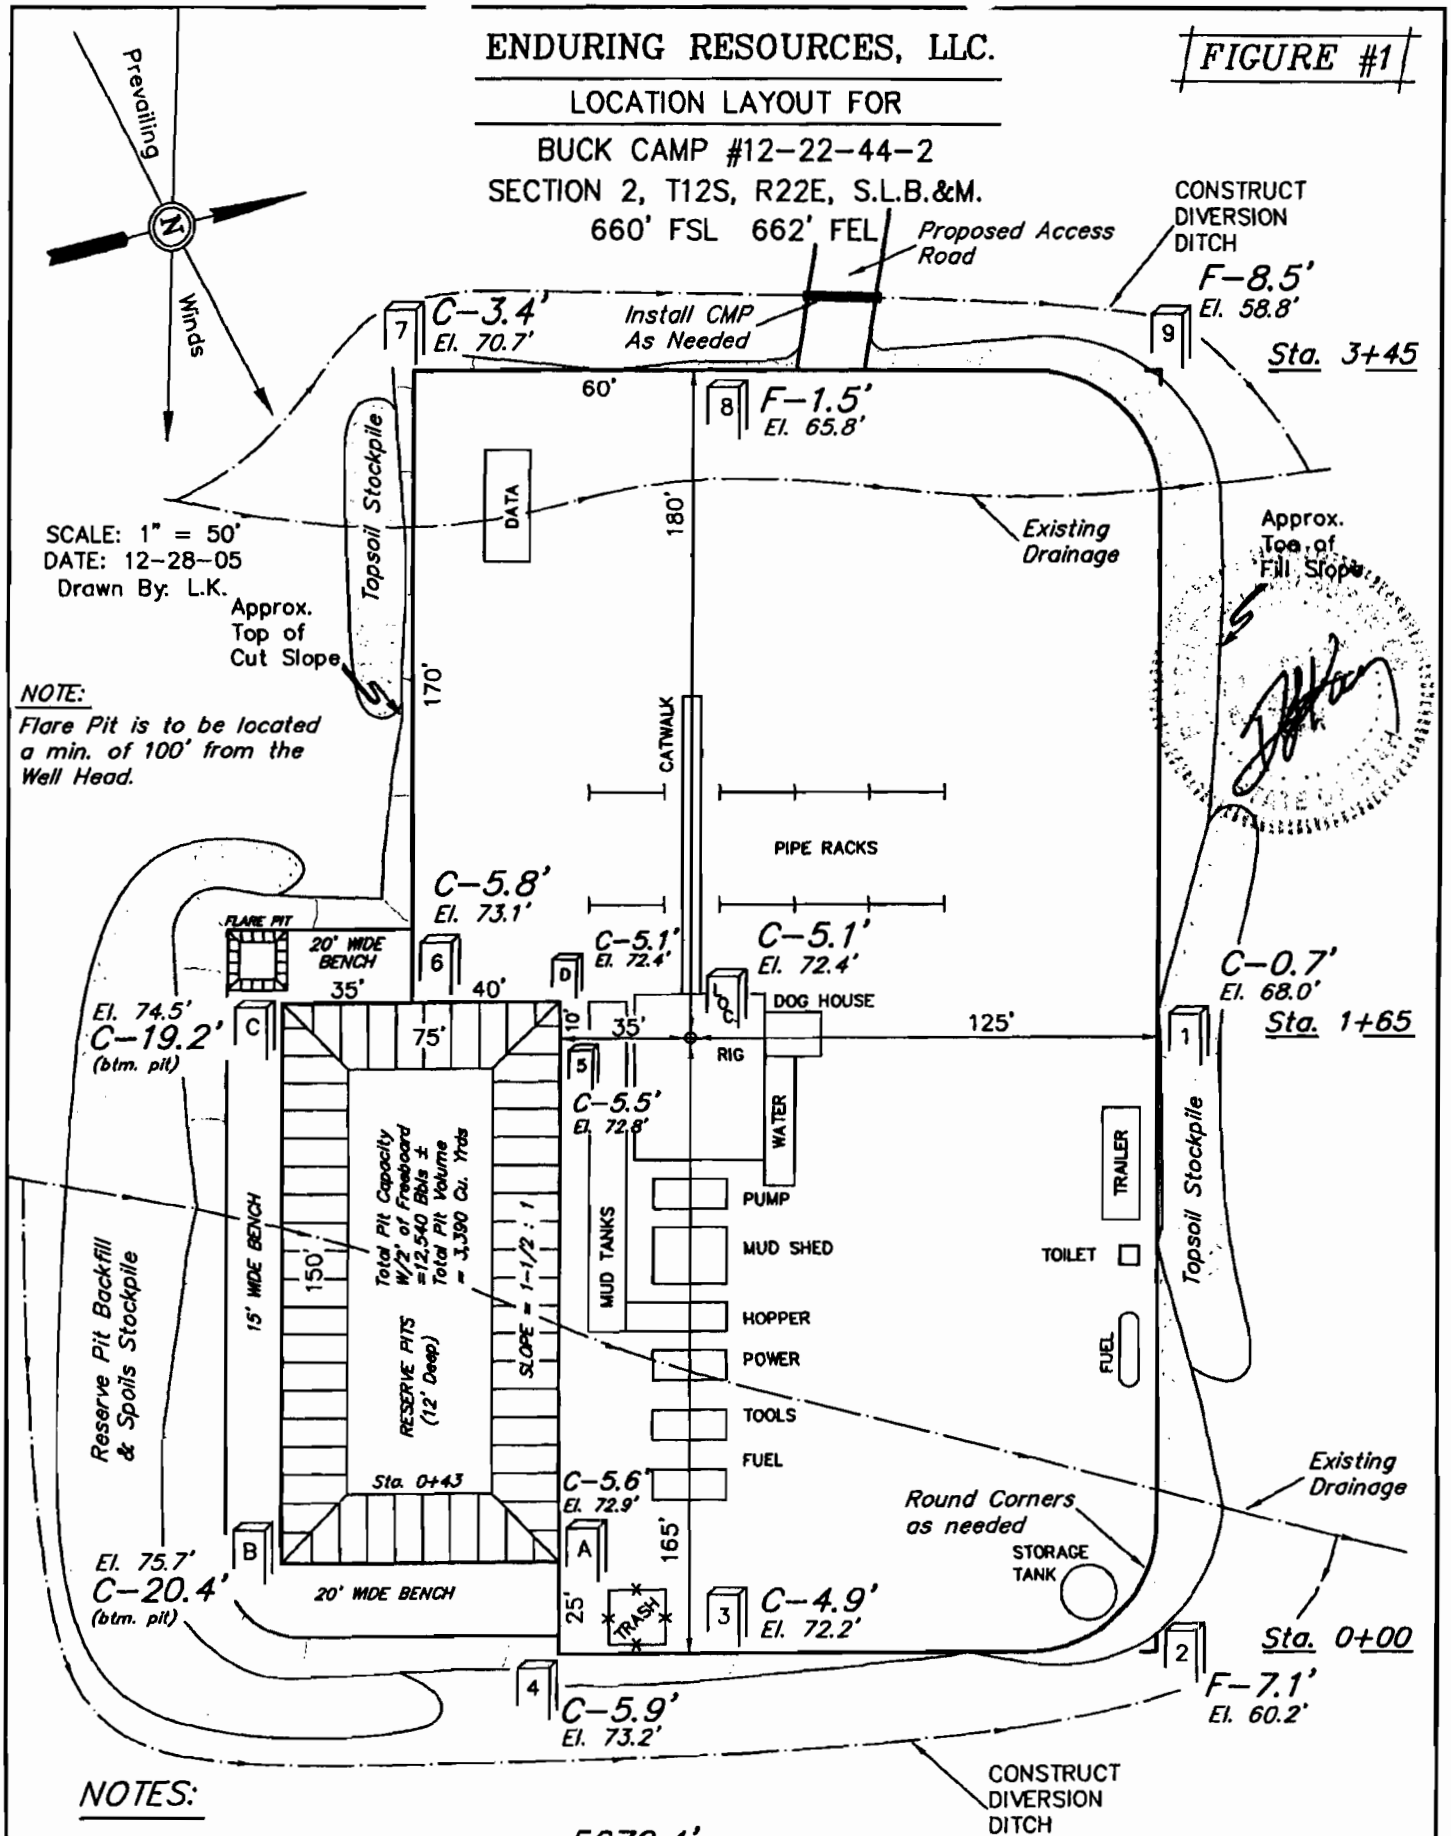 ENDURING RESOURCES, LLC.
FIGURE #1
LOCATION LAYOUT FOR
BUCK CAMP #12-22-44-2
SECTION 2, T12S, R22E, S.L.B.&M.
660' FSL 662' FEL
Prevailing
Winds
N
Proposed Access
Road
CONSTRUCT
DIVERSION
DITCH
F-8.5'
El. 58.8'
9
Sta. 3+45
7
C-3.4'
El. 70.7'
Install CMP
As Needed
60'
8
F-1.5'
El. 65.8'
Topsoil Stockpile
DATA
180'
Existing
Drainage
SCALE: 1" = 50'
DATE: 12-28-05
Drawn By: L.K.
Approx.
Top of
Cut Slope
Approx.
Toe of
Fill Slope
170'
NOTE:
Flare Pit is to be located
a min. of 100' from the
Well Head.
CATWALK
PIPE RACKS
C-5.8'
El. 73.1'
6
FLARE PIT
20' WIDE
BENCH
C-5.1'
El. 72.4'
D
C-5.1'
El. 72.4'
LOC.
DOG HOUSE
C-0.7'
El. 68.0'
Sta. 1+65
1
35'
40'
El. 74.5'
C-19.2'
(btm. pit)
C
75'
10'
35'
RIG
125'
5
C-5.5'
El. 72.8'
WATER
TRAILER
Topsoil Stockpile
Total Pit Capacity
W/2' of Freeboard
=12,540 Bbls ±
Total Pit Volume
= 3,390 Cu. Yrds
RESERVE PITS
(12' Deep)
150'
SLOPE = 1-1/2 : 1
15' WIDE BENCH
Reserve Pit Backfill
& Spoils Stockpile
MUD TANKS
PUMP
MUD SHED
TOILET
HOPPER
POWER
FUEL
TOOLS
FUEL
Sta. 0+43
C-5.6'
El. 72.9'
A
Existing
Drainage
Round Corners
as needed
STORAGE
TANK
El. 75.7'
C-20.4'
(btm. pit)
B
20' WIDE BENCH
25'
TRASH
165'
3
C-4.9'
El. 72.2'
Sta. 0+00
2
F-7.1'
El. 60.2'
4
C-5.9'
El. 73.2'
NOTES:
CONSTRUCT
DIVERSION
DITCH